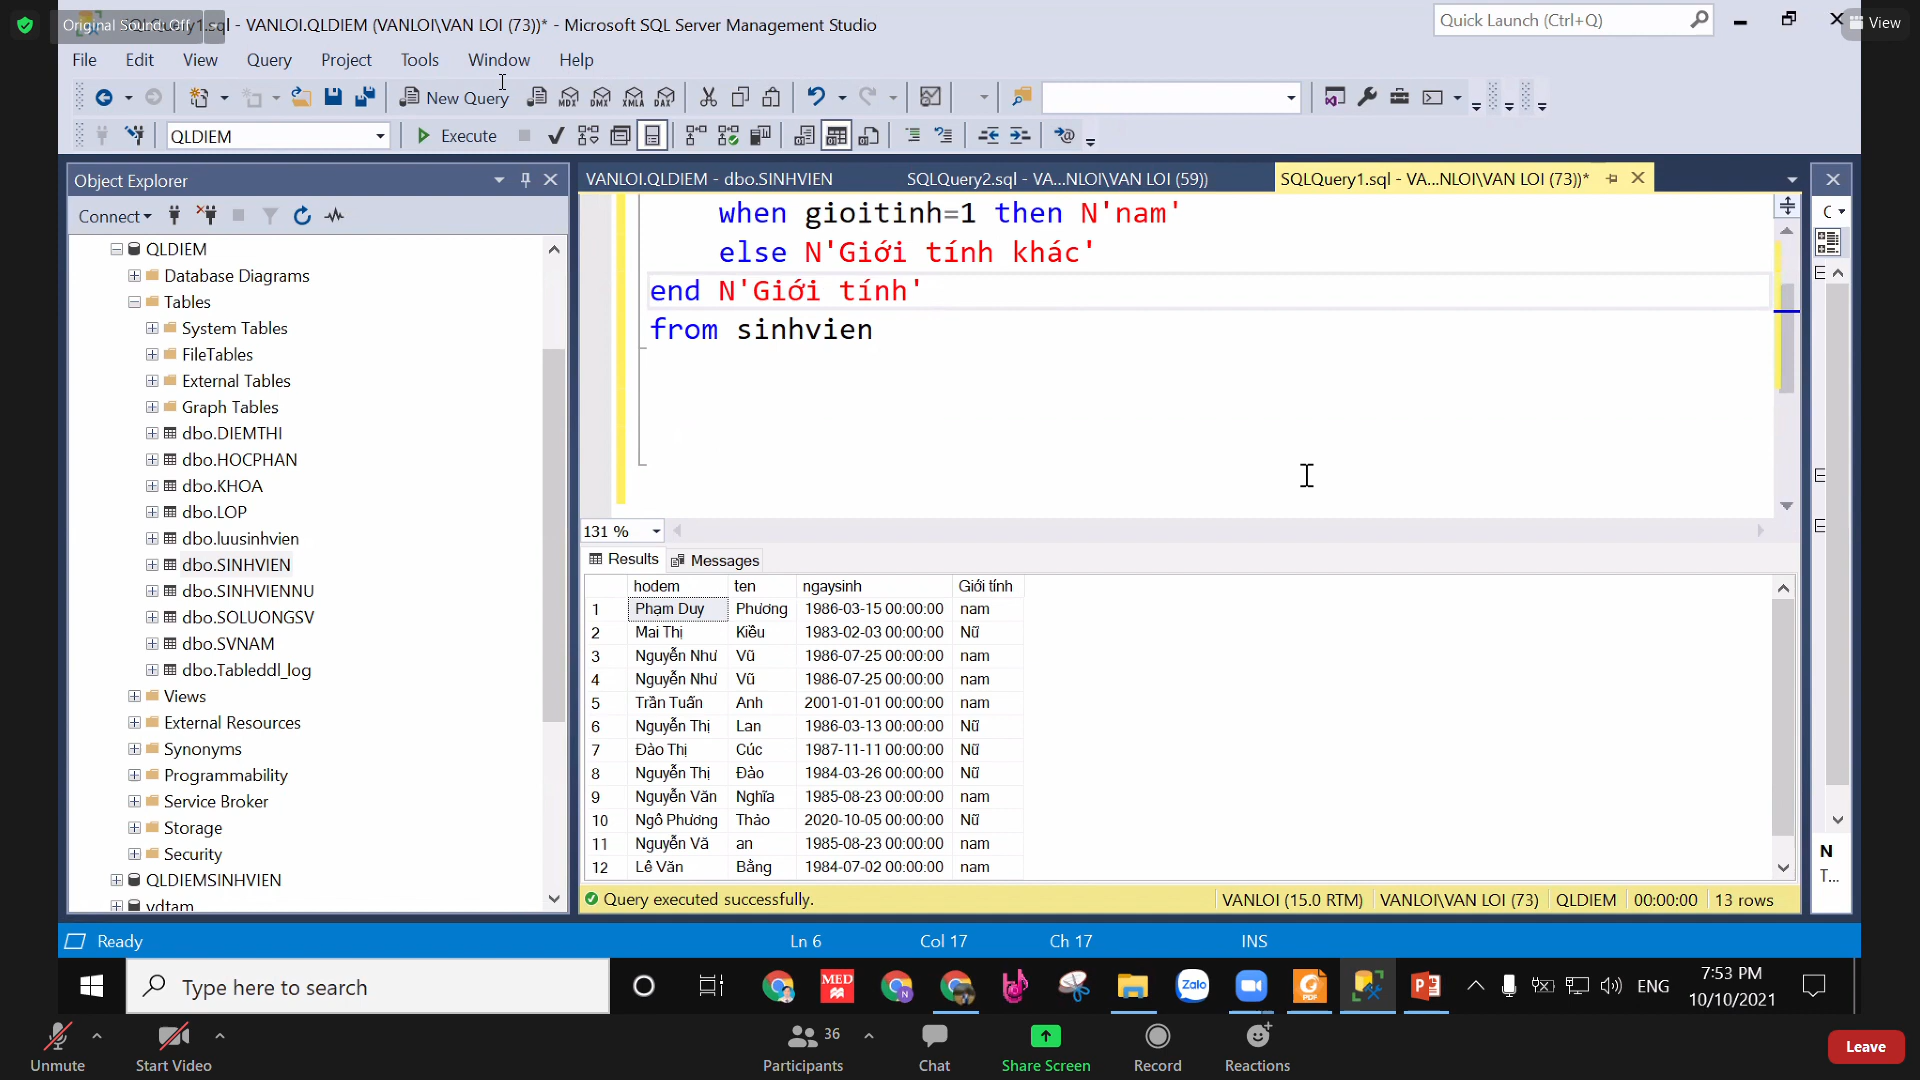 Original Sound: Off
- VANLOI.QLDIEM (VANLOI\VAN LOI (73))* - Microsoft SQL Server Management Studio
Quick Launch (Ctrl+Q)
View
File Edit View Query Project Tools Window Help
New Query
MDX DMX XMLA DAX
QLDIEM
Execute
Object Explorer
VANLOI.QLDIEM - dbo.SINHVIEN
SQLQuery2.sql - VA...NLOI\VAN LOI (59))
SQLQuery1.sql - VA...NLOI\VAN LOI (73))*
Connect
QLDIEM
Database Diagrams
Tables
System Tables
FileTables
External Tables
Graph Tables
dbo.DIEMTHI
dbo.HOCPHAN
dbo.KHOA
dbo.LOP
dbo.luusinhvien
dbo.SINHVIEN
dbo.SINHVIENNU
dbo.SOLUONGSV
dbo.SVNAM
dbo.Tableddl_log
Views
External Resources
Synonyms
Programmability
Service Broker
Storage
Security
QLDIEMSINHVIEN
vdtam
when gioitinh=1 then N'nam'
else N'Giới tính khác'
end N'Giới tính'
from sinhvien
131 %
Results Messages
hodem ten ngaysinh Giới tính
1 Phạm Duy Phương 1986-03-15 00:00:00 nam
2 Mai Thị Kiều 1983-02-03 00:00:00 Nữ
3 Nguyễn Như Vũ 1986-07-25 00:00:00 nam
4 Nguyễn Như Vũ 1986-07-25 00:00:00 nam
5 Trần Tuấn Anh 2001-01-01 00:00:00 nam
6 Nguyễn Thị Lan 1986-03-13 00:00:00 Nữ
7 Đào Thị Cúc 1987-11-11 00:00:00 Nữ
8 Nguyễn Thị Đào 1984-03-26 00:00:00 Nữ
9 Nguyễn Văn Nghĩa 1985-08-23 00:00:00 nam
10 Ngô Phương Thảo 2020-10-05 00:00:00 Nữ
11 Nguyễn Vă an 1985-08-23 00:00:00 nam
12 Lê Văn Bằng 1984-07-02 00:00:00 nam
C
N
T...
Query executed successfully.
VANLOI (15.0 RTM) VANLOI\VAN LOI (73) QLDIEM 00:00:00 13 rows
Ready Ln 6 Col 17 Ch 17 INS
Type here to search
MED
N
Zalo
PDF
P
ENG
7:53 PM
10/10/2021
Unmute
Start Video
36
Participants
Chat
Share Screen
Record
Reactions
Leave